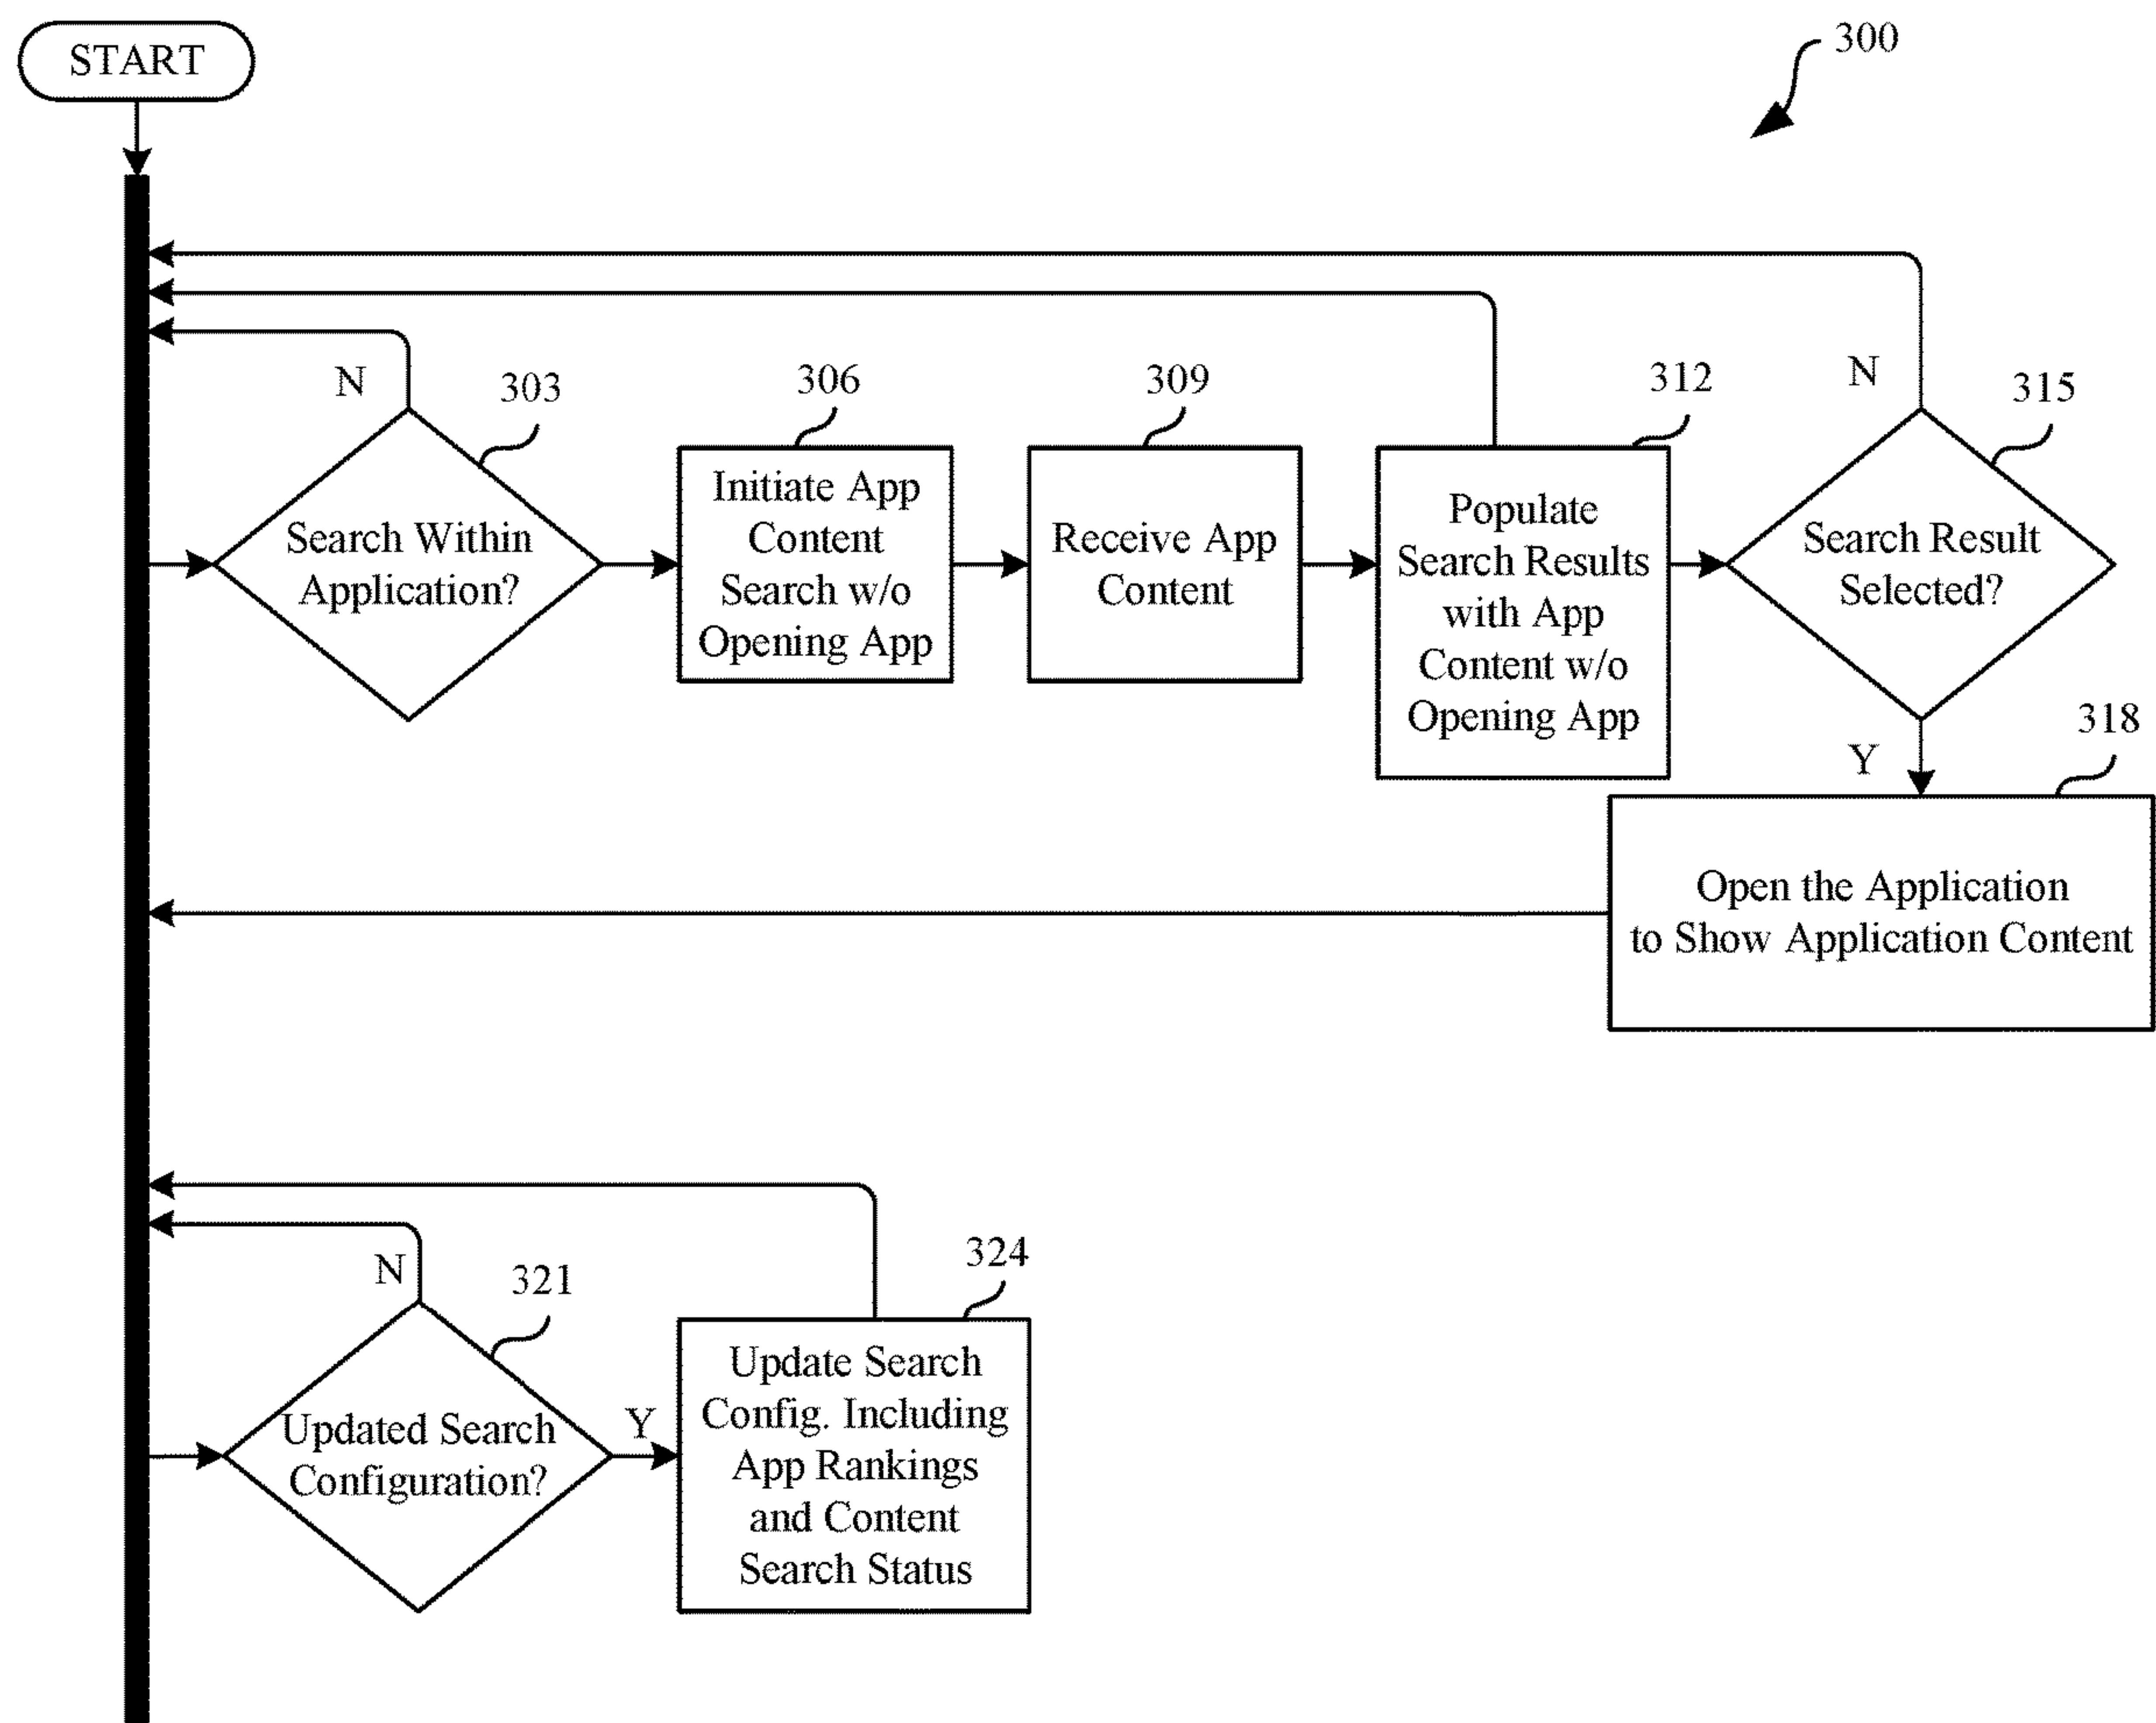 START
300
N
303
306
309
312
N
315
Search Within
Application?
Initiate App
Content
Search w/o
Opening App
Receive App
Content
Populate
Search Results
with App
Content w/o
Opening App
Search Result
Selected?
Y
318
Open the Application
to Show Application Content
N
321
324
Updated Search
Configuration?
Y
Update Search
Config. Including
App Rankings
and Content
Search Status